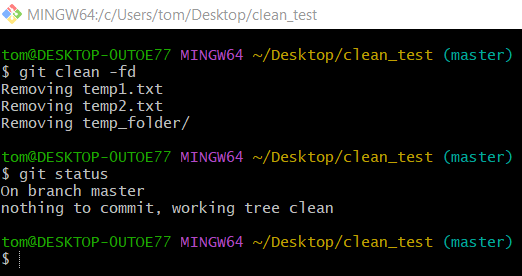 MINGW64:/c/Users/tom/Desktop/clean_test
tom@DESKTOP-OUTOE77 MINGW64 ~/Desktop/clean_test (master)
$ git clean -fd
Removing temp1.txt
Removing temp2.txt
Removing temp_folder/
tom@DESKTOP-OUTOE77 MINGW64 ~/Desktop/clean_test (master)
$ git status
On branch master
nothing to commit, working tree clean
tom@DESKTOP-OUTOE77 MINGW64 ~/Desktop/clean_test (master)
$